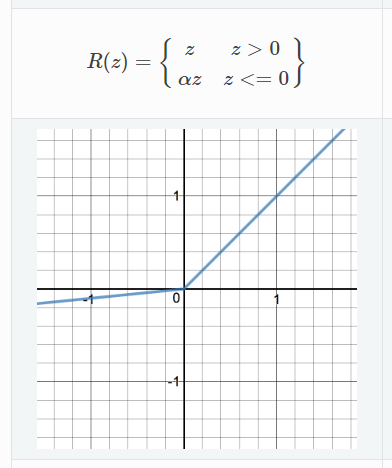 R(z) = { z z > 0
αz z <= 0 }
1
-1 0 1
-1